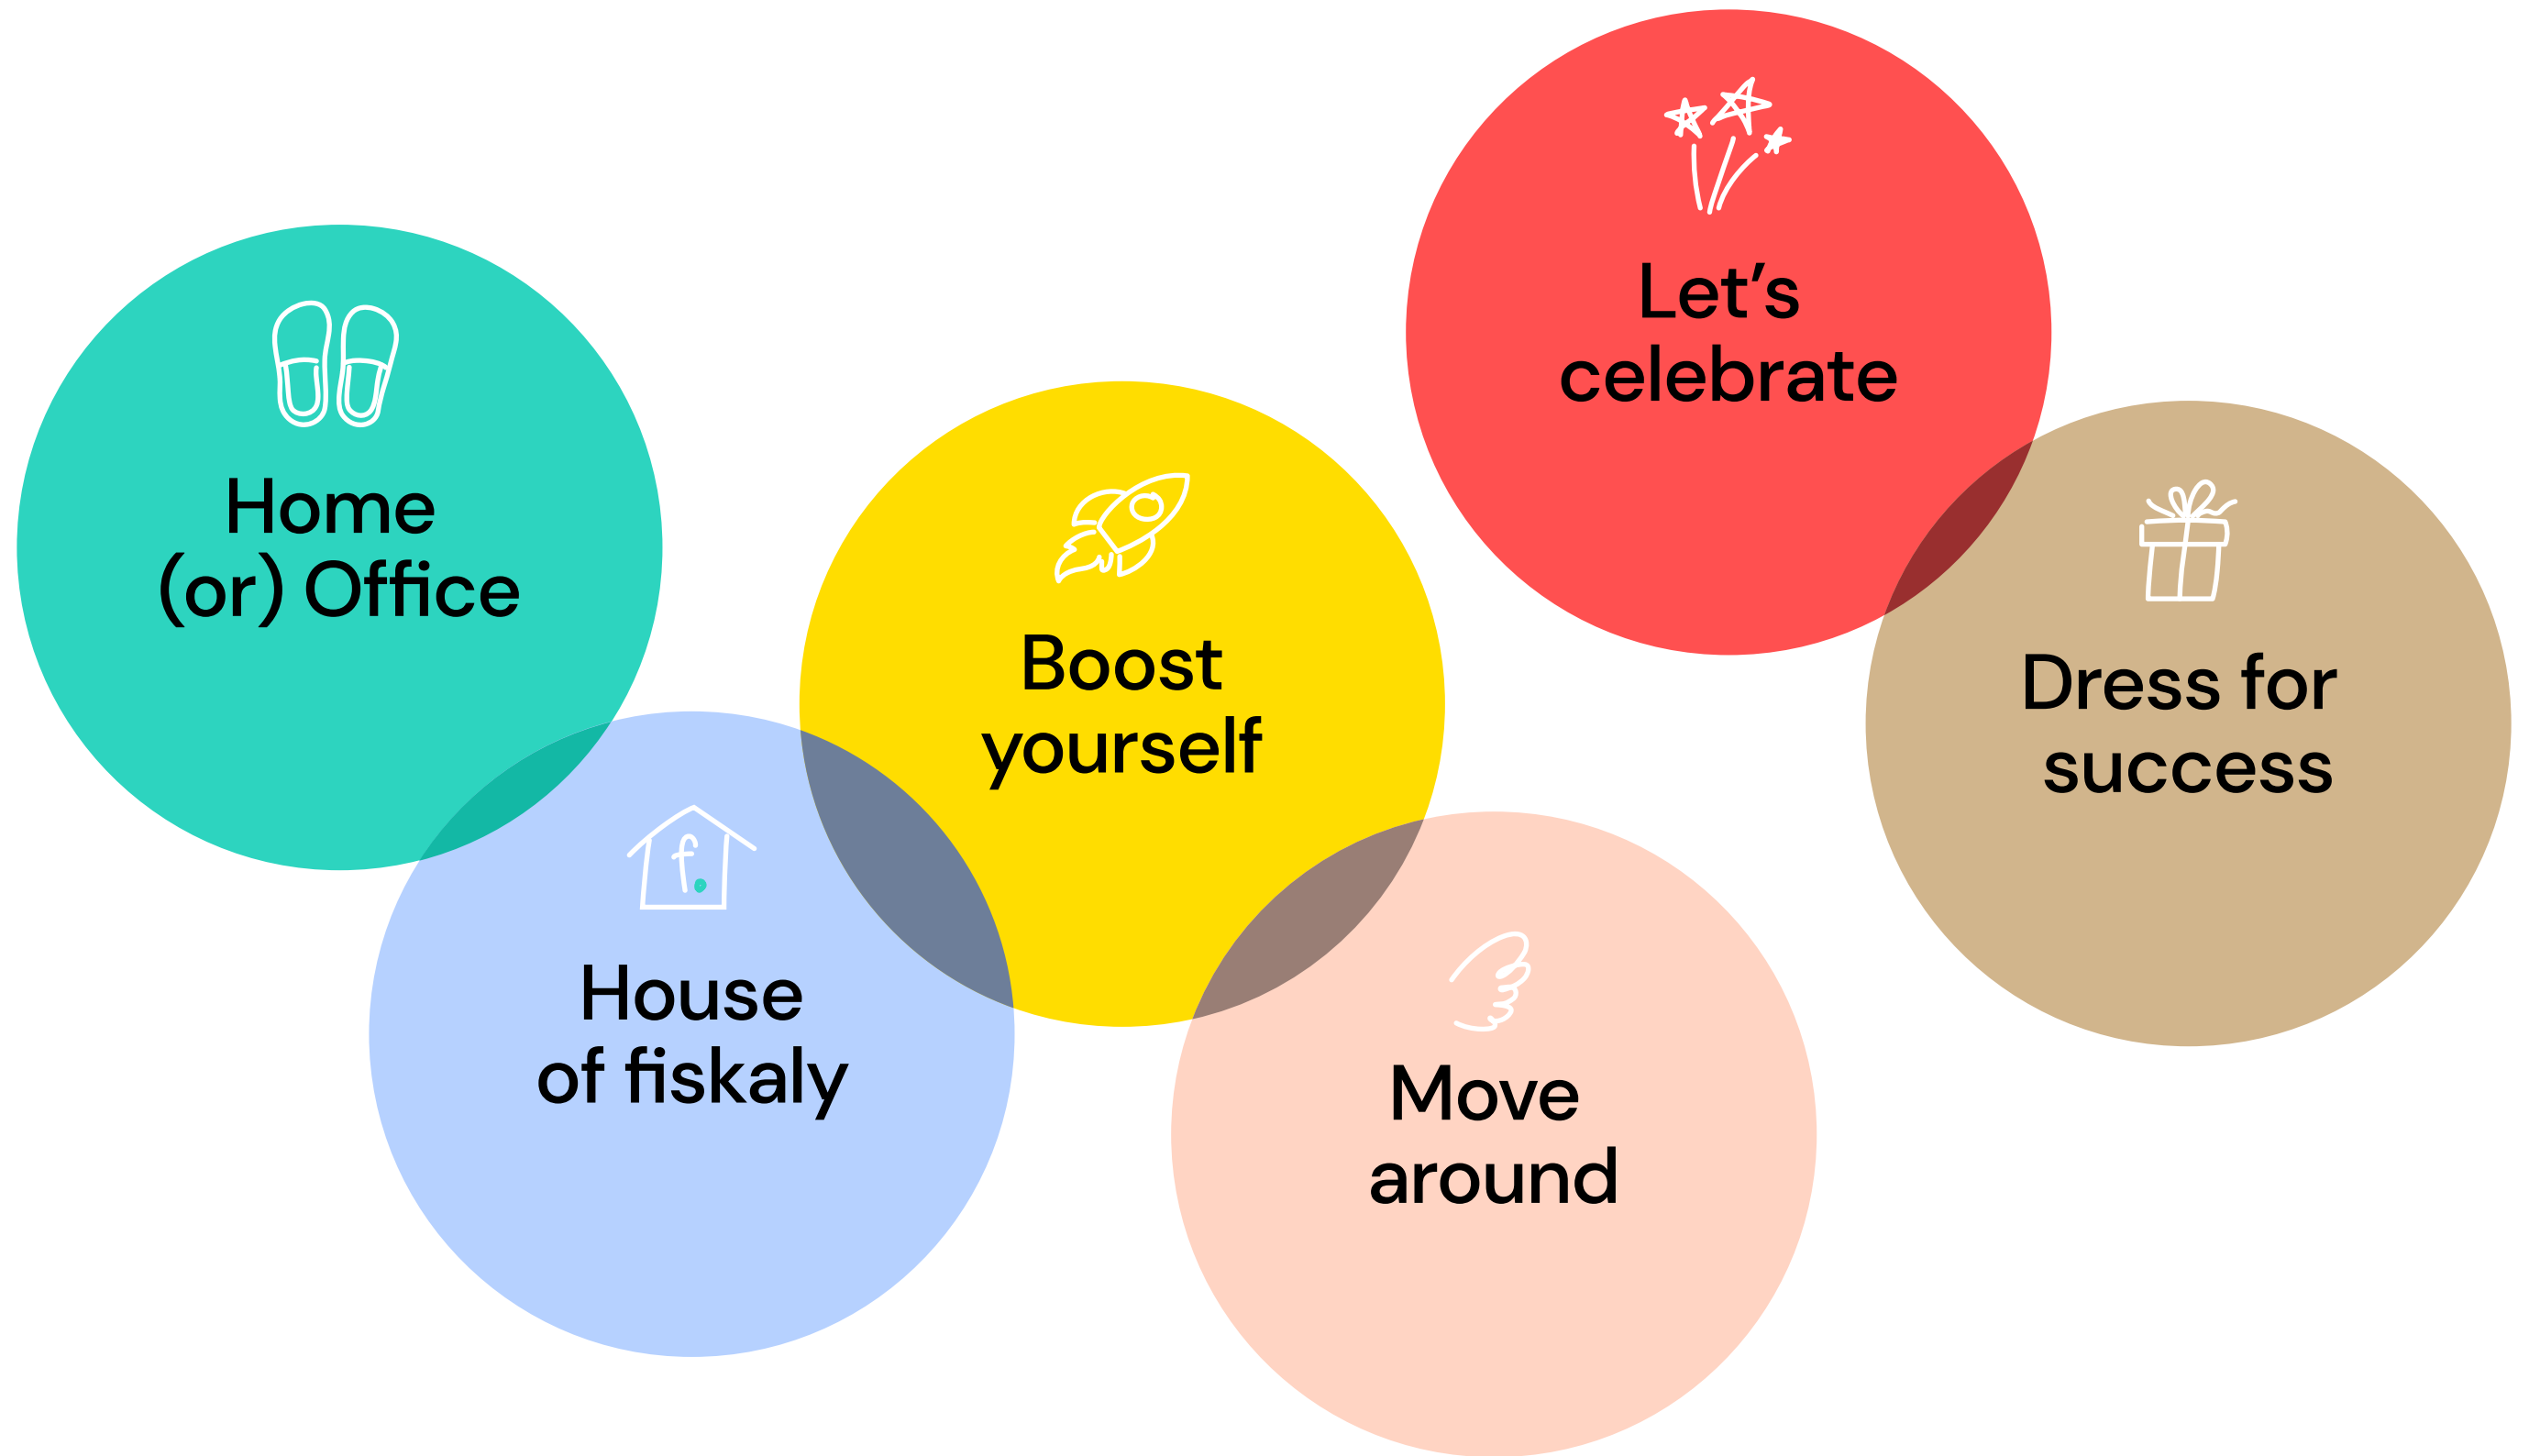 Home
(or) Office
House
of fiskaly
f.
Boost
yourself
Move
around
Let’s
celebrate
Dress for
success